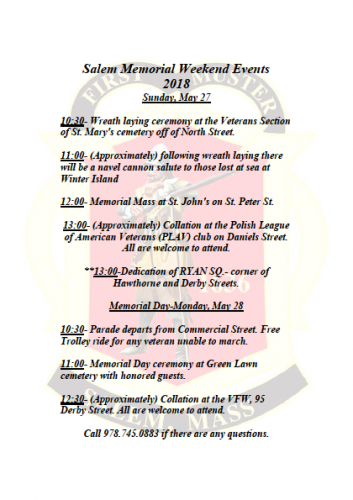 Salem Memorial Weekend Events
2018
Sunday, May 27
10:30- Wreath laying ceremony at the Veterans Section
of St. Mary's cemetery off of North Street.
11:00- (Approximately) following wreath laying there
will be a navel cannon salute to those lost at sea at
Winter Island
12:00- Memorial Mass at St. John's on St. Peter St.
13:00- (Approximately) Collation at the Polish League
of American Veterans (PLAV) club on Daniels Street.
All are welcome to attend.
**13:00-Dedication of RYAN SQ.- corner of
Hawthorne and Derby Streets.
Memorial Day-Monday, May 28
10:30- Parade departs from Commercial Street. Free
Trolley ride for any veteran unable to march.
11:00- Memorial Day ceremony at Green Lawn
cemetery with honored guests.
12:30- (Approximately) Collation at the VFW, 95
Derby Street. All are welcome to attend.
Call 978.745.0883 if there are any questions.
FIRST MUSTER
1636
SALEM, MASS